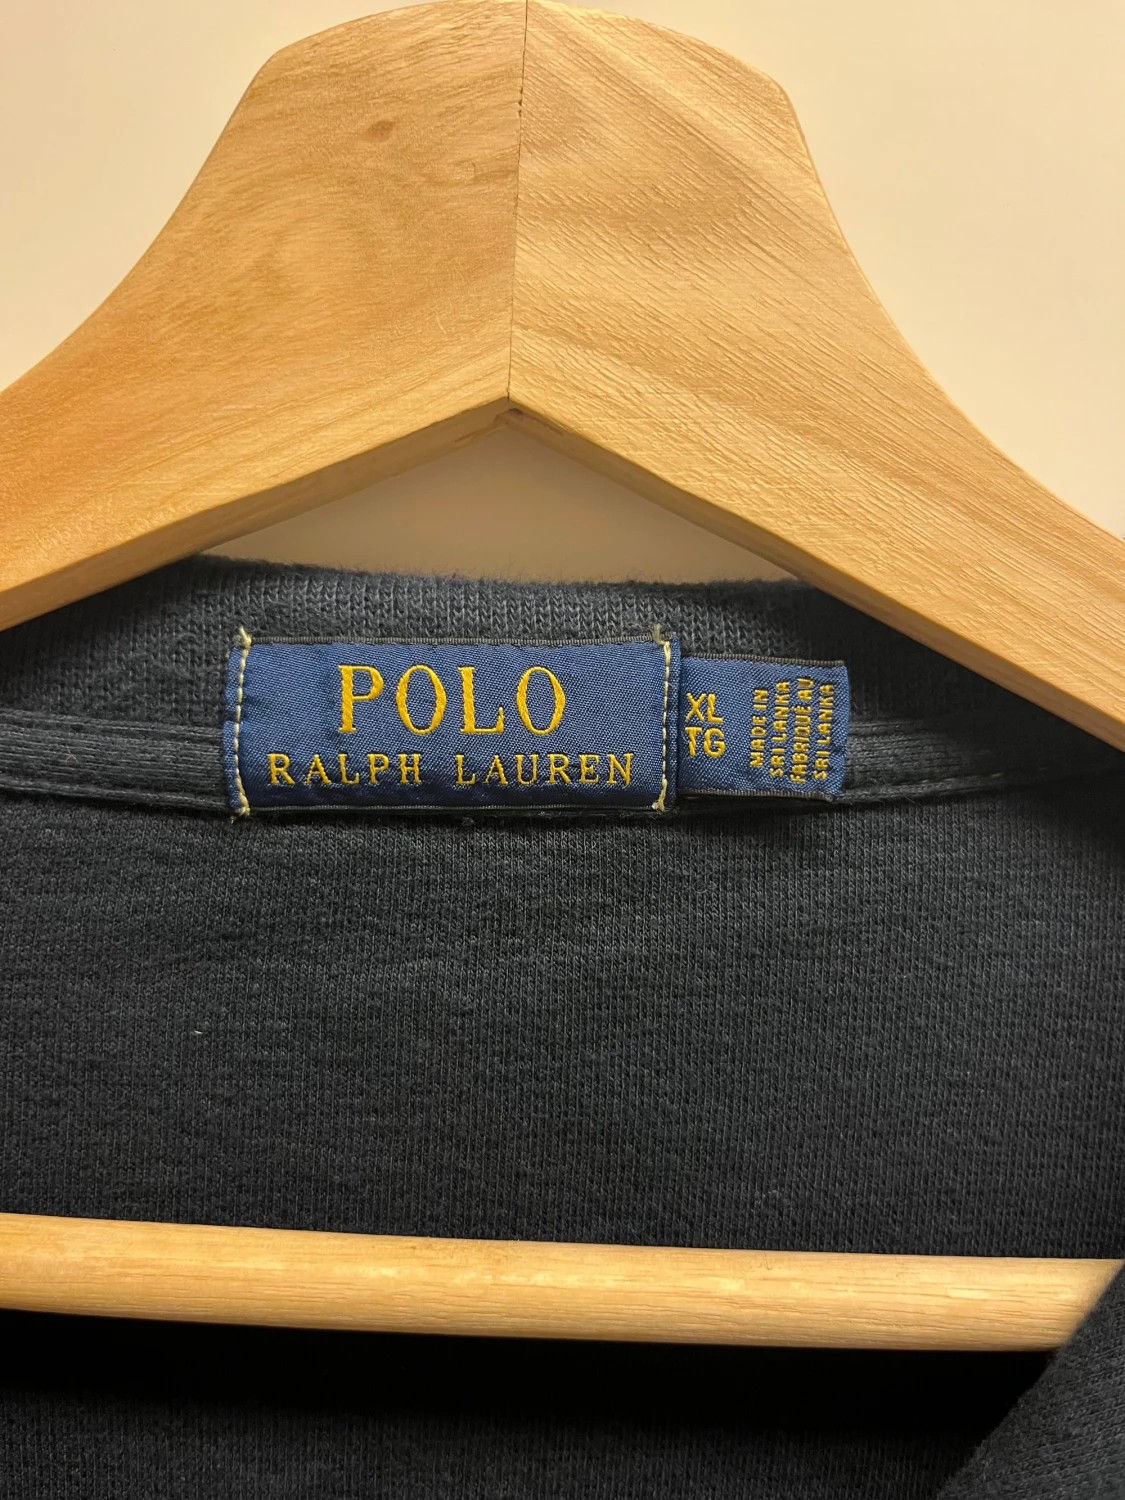 POLO
RALPH LAUREN
XL
TG
MADE IN
SRI LANKA
FABRIQUÉ AU
SRI LANKA